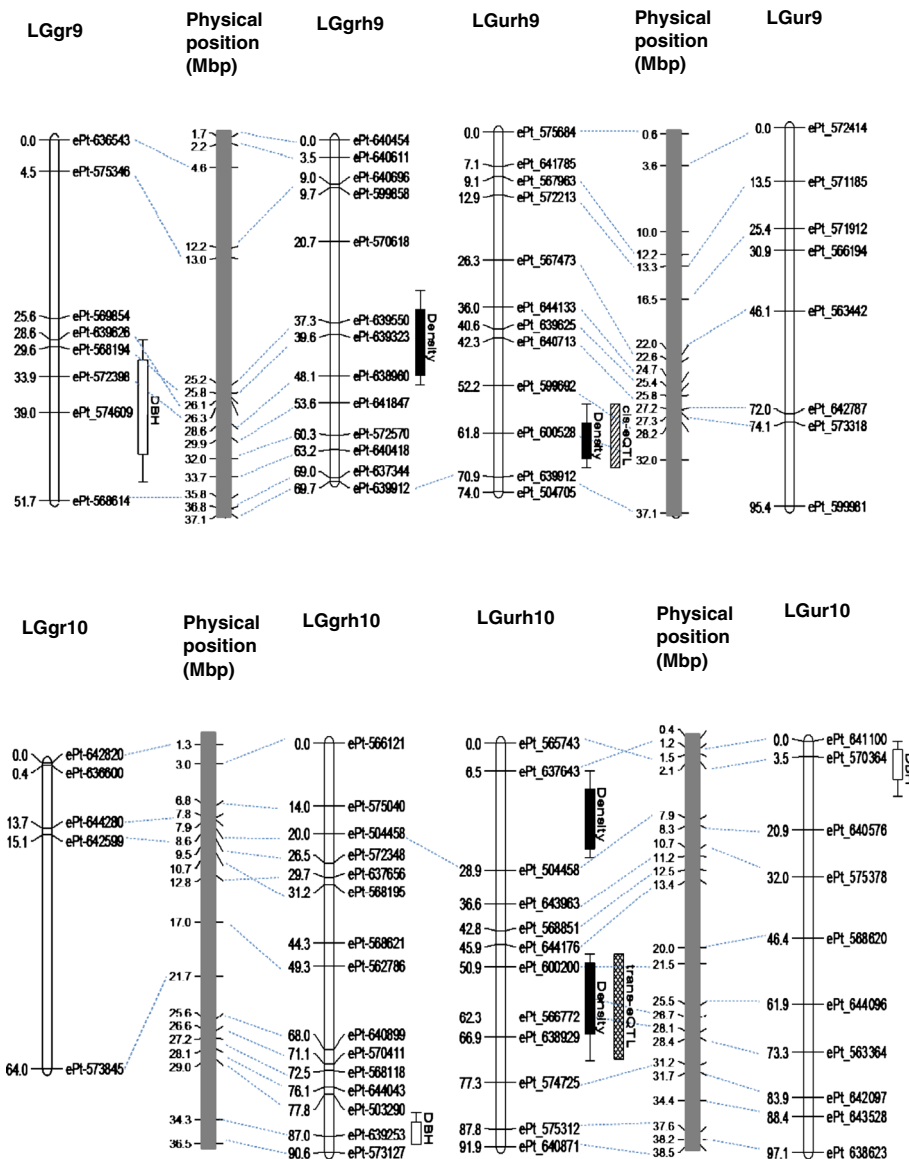 LGgr9
Physical
position
(Mbp)
LGgrh9
LGurh9
Physical
position
(Mbp)
LGur9
0.0 ePt-636543
4.5 ePt-575346
25.6 ePt-569854
28.6 ePt-639626
29.6 ePt-568194
33.9 ePt-572398
39.0 ePt_574609
51.7 ePt-568614
DBH
1.7
2.2
4.6
12.2
13.0
25.2
25.8
26.1
26.3
28.6
29.9
32.0
33.7
35.8
36.8
37.1
0.0 ePt-640454
3.5 ePt-640611
9.0 ePt-640696
9.7 ePt-599858
20.7 ePt-570618
37.3 ePt-639550
39.6 ePt-639323
48.1 ePt-638960
53.6 ePt-641847
60.3 ePt-572570
63.2 ePt-640418
69.0 ePt-637344
69.7 ePt-639912
Density
0.0 ePt_575684
7.1 ePt_641785
9.1 ePt_567963
12.9 ePt_572213
26.3 ePt_567473
36.0 ePt_644133
40.6 ePt_639625
42.3 ePt_640713
52.2 ePt_599692
61.8 ePt_600528
70.9 ePt_639912
74.0 ePt_504705
Density
cis-eQTL
0.6
3.6
10.0
12.2
13.3
16.5
22.0
22.6
24.7
25.4
25.8
27.2
27.3
28.2
32.0
37.1
0.0 ePt_572414
13.5 ePt_571185
25.4 ePt_571912
30.9 ePt_566194
46.1 ePt_563442
72.0 ePt_642787
74.1 ePt_573318
95.4 ePt_599981
LGgr10
Physical
position
(Mbp)
LGgrh10
LGurh10
Physical
position
(Mbp)
LGur10
0.0 ePt-642820
0.4 ePt-636600
13.7 ePt-644280
15.1 ePt-642599
64.0 ePt-573845
1.3
3.0
6.8
7.8
7.9
8.6
9.5
10.7
12.8
17.0
21.7
25.6
26.6
27.2
28.1
29.0
34.3
36.5
0.0 ePt-566121
14.0 ePt-575040
20.0 ePt-504458
26.5 ePt-572348
29.7 ePt-637656
31.2 ePt-568195
44.3 ePt-568621
49.3 ePt-562786
68.0 ePt-640899
71.1 ePt-570411
72.5 ePt-568118
76.1 ePt-644043
77.8 ePt-503290
87.0 ePt-639253
90.6 ePt-573127
DBH
0.0 ePt_565743
6.5 ePt_637643
28.9 ePt_504458
36.6 ePt_643963
42.8 ePt_568851
45.9 ePt_644176
50.9 ePt_600200
62.3 ePt_566772
66.9 ePt_638929
77.3 ePt_574725
87.8 ePt_575312
91.9 ePt_640871
Density
Density
trans-eQTL
0.4
1.2
1.5
2.1
7.9
8.3
10.7
11.2
12.5
13.4
20.0
21.5
25.5
26.7
28.1
28.4
31.2
31.7
34.4
37.6
38.2
38.5
0.0 ePt_641100
3.5 ePt_570364
20.9 ePt_640576
32.0 ePt_575378
46.4 ePt_568620
61.9 ePt_644096
73.3 ePt_563364
83.9 ePt_642097
88.4 ePt_643528
97.1 ePt_638623
DBH